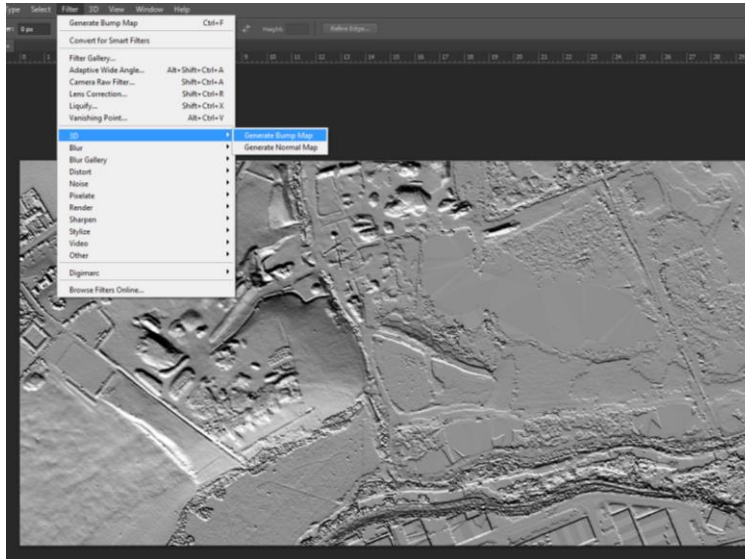 Type Select Filter 3D View Window Help
0 px Height: Refine Edge...
Generate Bump Map Ctrl+F
Convert for Smart Filters
Filter Gallery...
Adaptive Wide Angle... Alt+Shift+Ctrl+A
Camera Raw Filter... Shift+Ctrl+A
Lens Correction... Shift+Ctrl+R
Liquify... Shift+Ctrl+X
Vanishing Point... Alt+Ctrl+V
3D Generate Bump Map
Blur Generate Normal Map
Blur Gallery
Distort
Noise
Pixelate
Render
Sharpen
Stylize
Video
Other
Digimarc
Browse Filters Online...